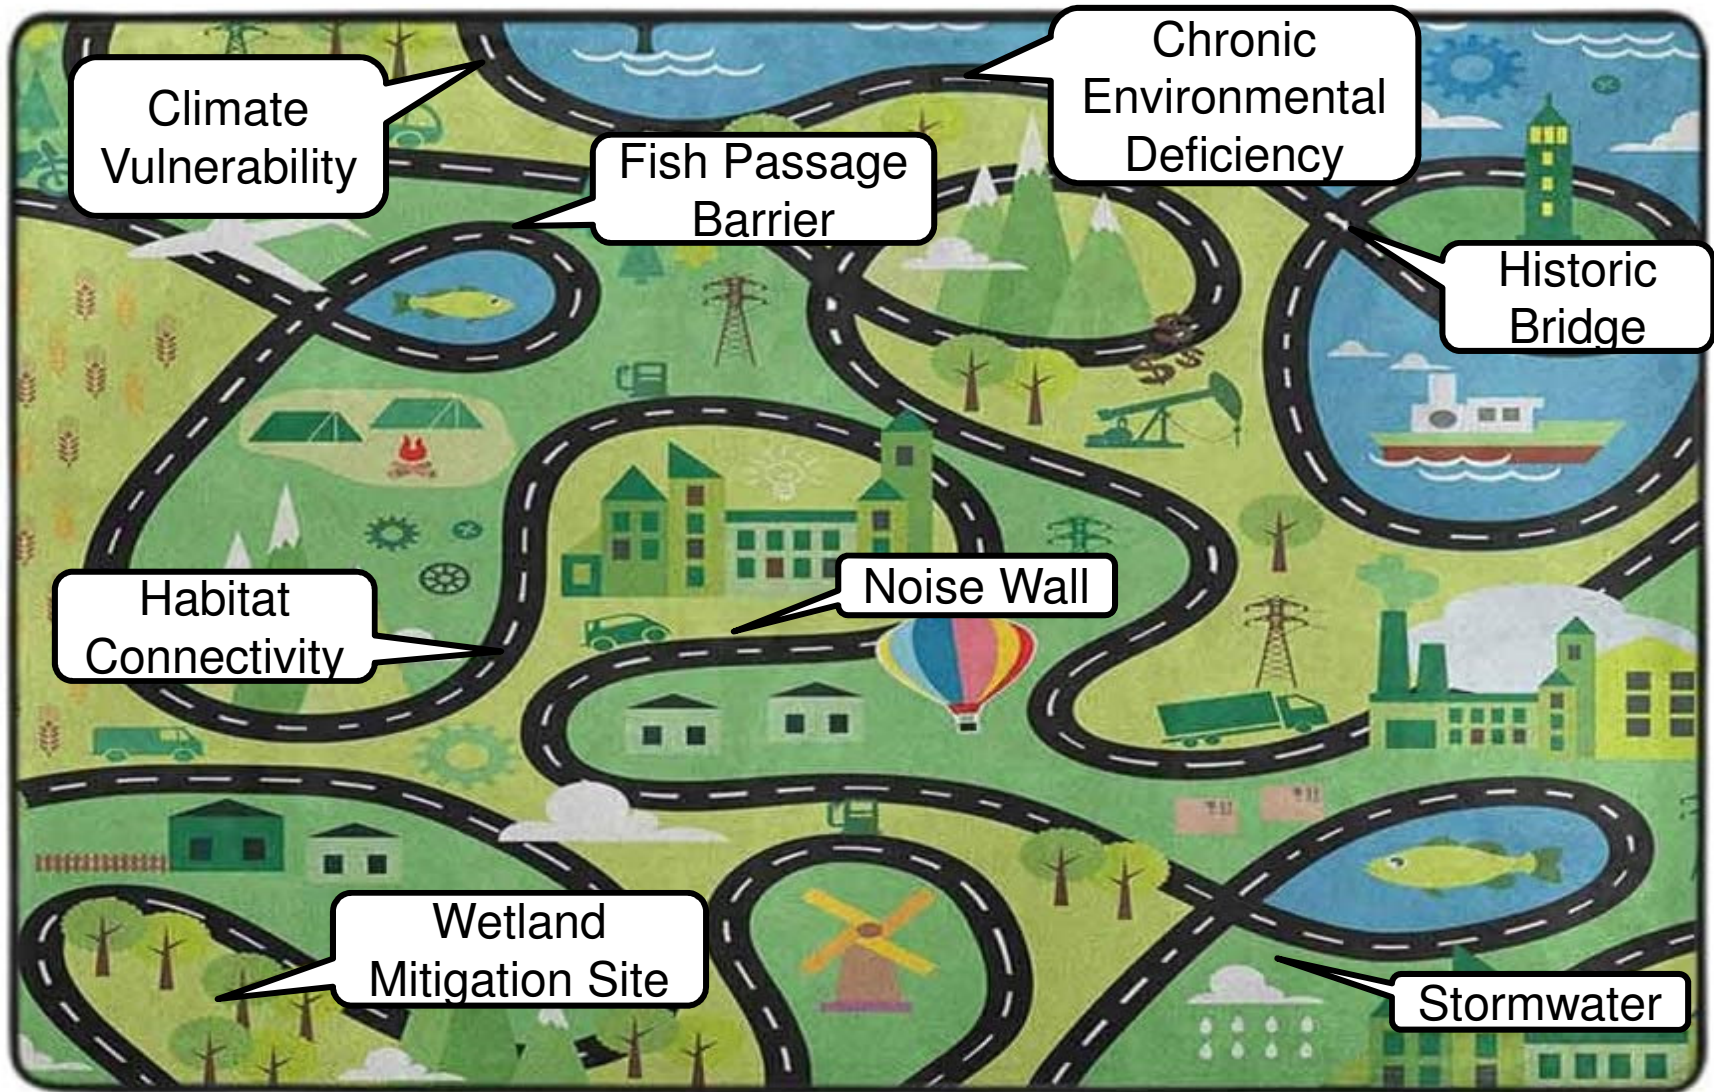 Climate
Vulnerability
Chronic
Environmental
Deficiency
Fish Passage
Barrier
Historic
Bridge
Habitat
Connectivity
Noise Wall
Wetland
Mitigation Site
Stormwater